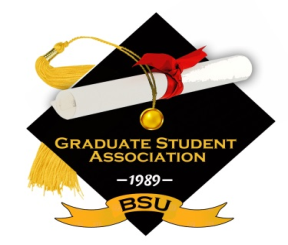 GRADUATE STUDENT
ASSOCIATION
–1989–
BSU